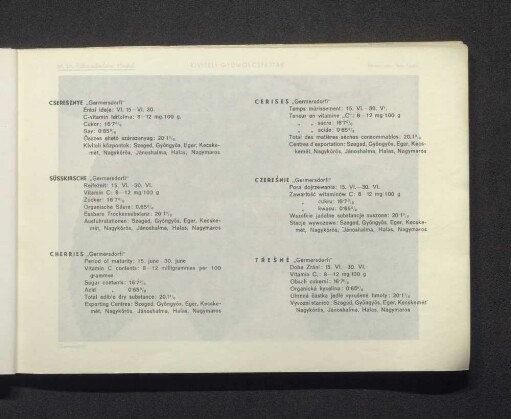 CSERESZNYE „Germersdorfi"
Érési ideje: VI. 15 - VI. 30.
C-vitamin tartalma: 8—12 mg/100 g
Cukor: 16·7%
Sav: 0·65%
Összes ehető szárazanyag: 20·1%
Kiviteli központok: Szeged, Gyöngyös, Eger, Kecske-
mét, Nagykőrös, Jánoshalma, Halas, Nagymaros
SÜSSKIRSCHE „Germersdorfi"
Reifezeit: 15. VI.—30. VI.
Vitamin C: 8—12 mg/100 g
Zucker: 16·7%
Organische Säure: 0.65%
Essbare Trockensubstanz: 20·1%
Ausfuhrstationen: Szeged, Gyöngyös, Eger, Kecske-
mét, Nagykőrös, Jánoshalma, Halas, Nagymaros
CHERRIES „Germersdorfi"
Period of maturity: 15. june—30. june
Vitamin C contents: 8—12 milligrammes per 100
grammes
Sugar contents: 16·7%
Acid 0·65%
Total edible dry substance: 20.1%
Exporting Centres: Szeged, Gyöngyös, Eger, Kecske-
mét, Nagykőrös, Jánoshalma, Halas, Nagymaros
CERISES „Germersdorfi"
Temps mûrissement: 15. VI.—30. VI.
Teneur en vitamine „C": 8—12 mg/100 g
„ „ sucre: 16·7%
„ „ acide: 0·65%
Total des matières sèches consommables: 20.1%
Centres d'exportation: Szeged, Gyöngyös, Eger, Kecs-
kemét, Nagykőrös, Jánoshalma, Halas, Nagymaros
CZEREŚNIE „Germersdorfi"
Pora dojrzewania: 15. VI.—30. VI.
Zawartość witaminów C: 8—12 mg/100 g
„ cukru: 16·7%
„ kwasu: 0·65%
Wszelkie jadalne substancje suszone: 20·1%
Stacje wywozowe: Szeged, Gyöngyös, Eger, Kecske-
mét, Nagykőrös, Jánoshalma, Halas, Nagymaros
TŘEŠNĚ „Germersdorfi"
Doba Zrání: 15. VI.—30. VI.
Vitamin C.: 8—12 mg/100 g
Obsah cukerní: 16·7%
Organická kyselina: 0·65%
Úhrnná částka jedlé vysušené hmoty: 20·1%
Vývozní stanice: Szeged, Gyöngyös, Eger, Kecskemét
Nagykőrös, Jánoshalma, Halas, Nagymaros